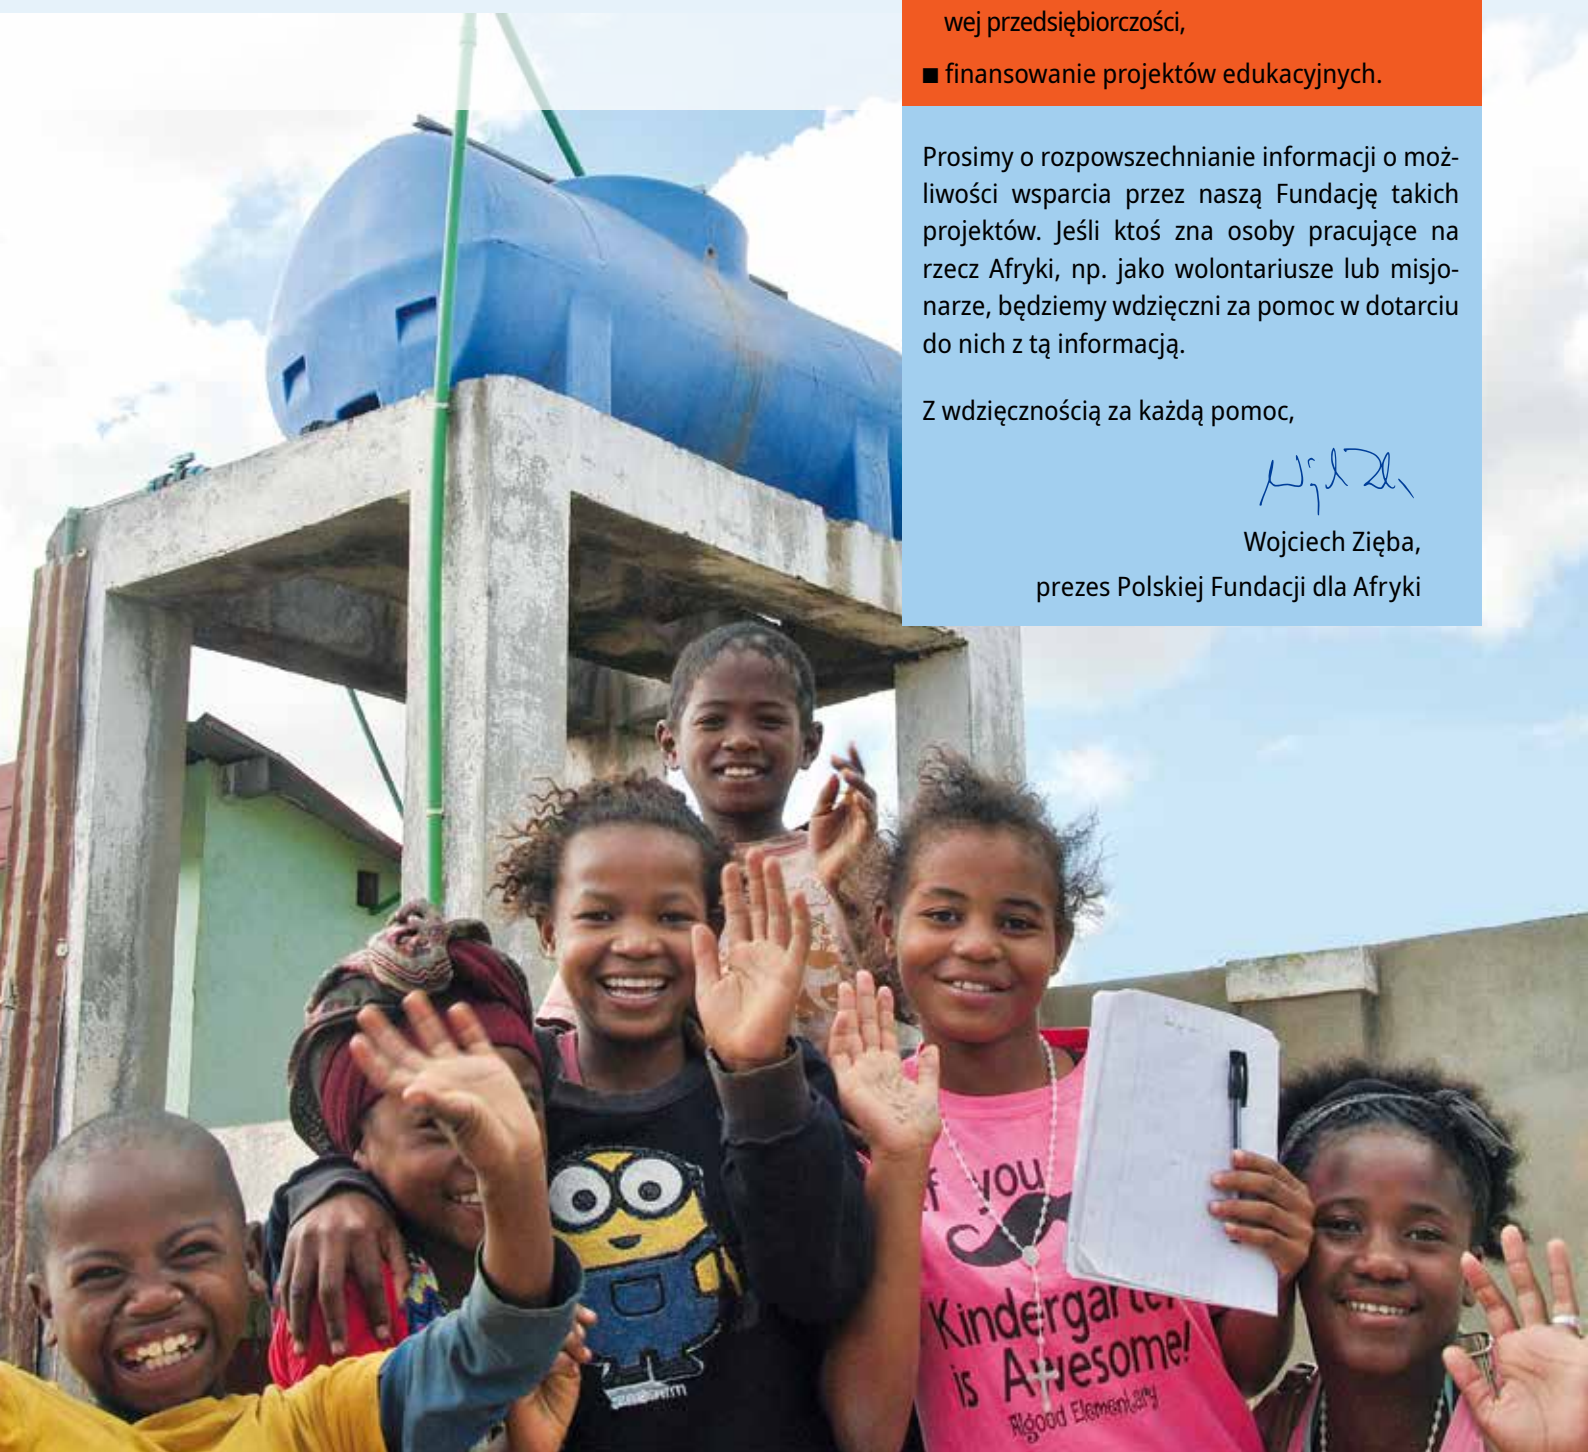 wej przedsiębiorczości,
■ finansowanie projektów edukacyjnych.
Prosimy o rozpowszechnianie informacji o moż-
liwości wsparcia przez naszą Fundację takich
projektów. Jeśli ktoś zna osoby pracujące na
rzecz Afryki, np. jako wolontariusze lub misjo-
narze, będziemy wdzięczni za pomoc w dotarciu
do nich z tą informacją.
Z wdzięcznością za każdą pomoc,
Wojciech Zięba,
prezes Polskiej Fundacji dla Afryki
you
Kindergarten
is Awesome!
Algood Elementary